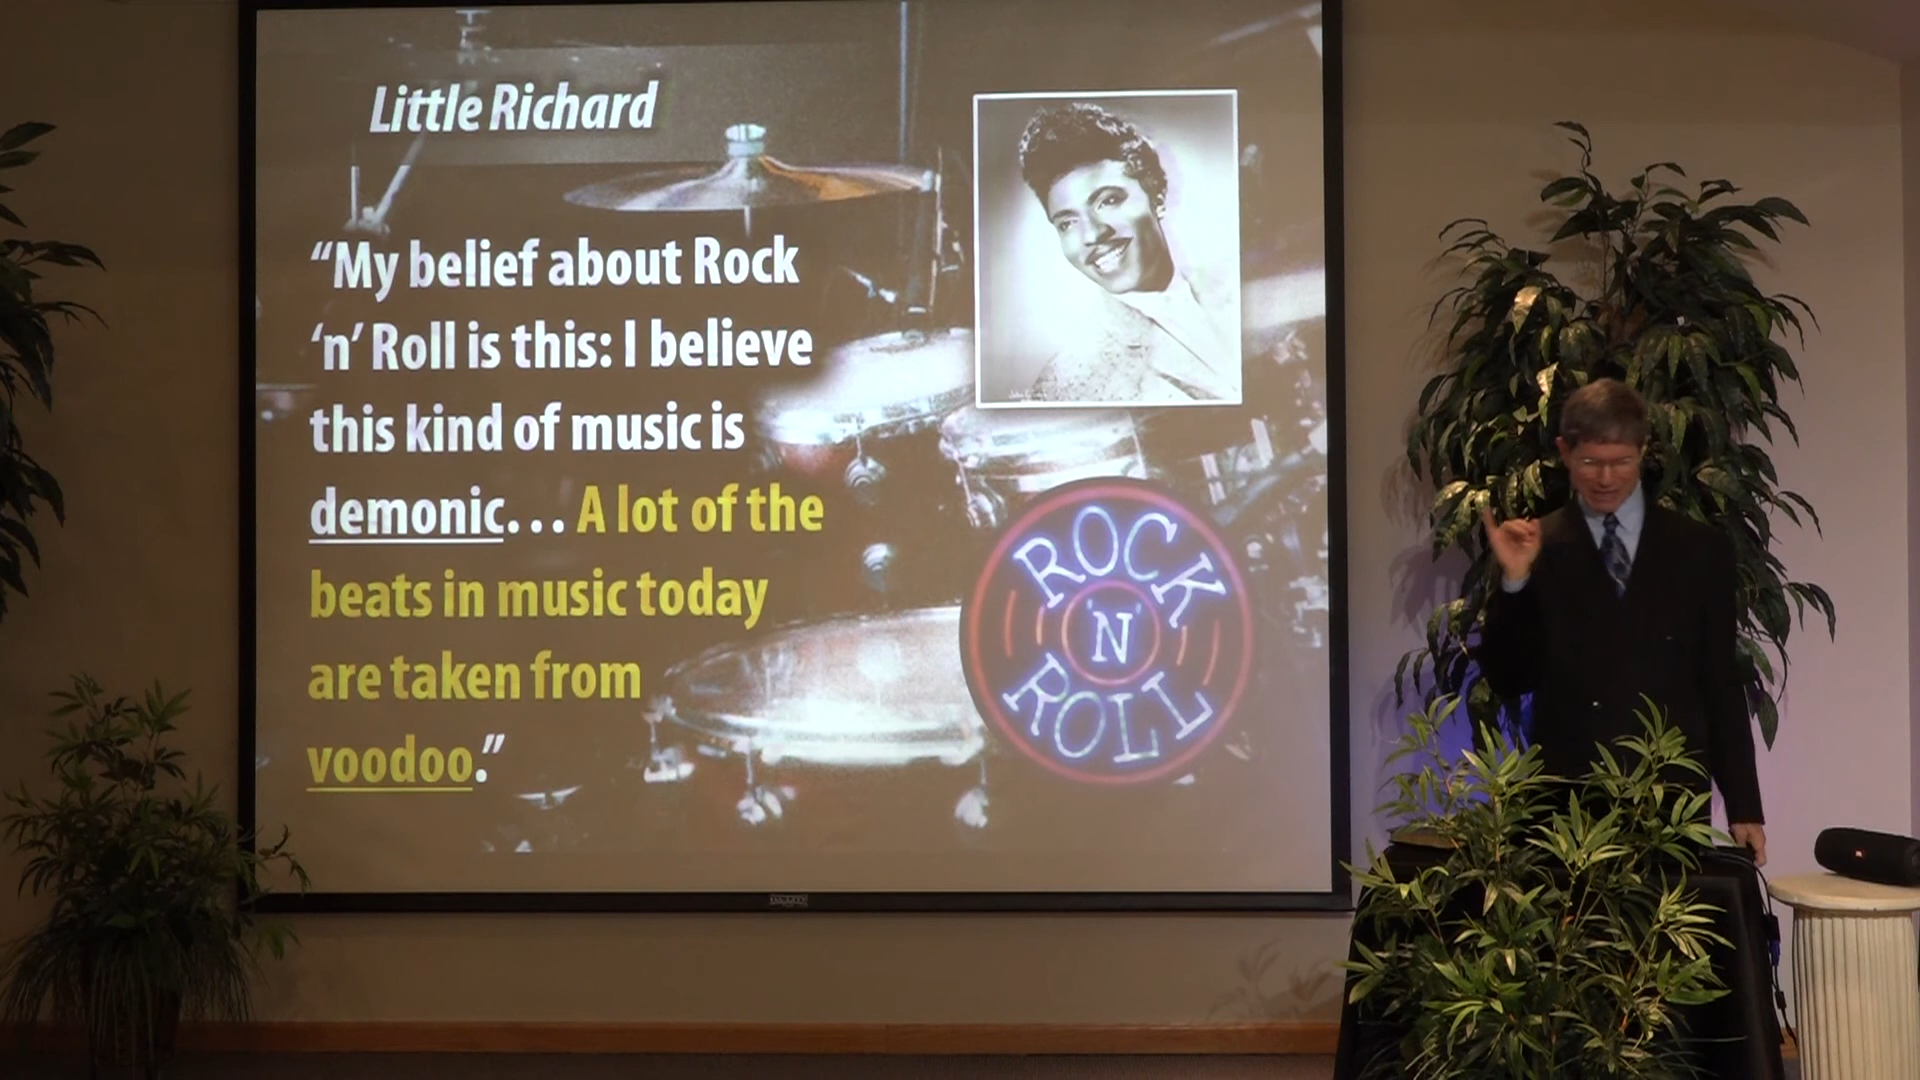 Little Richard
“My belief about Rock
‘n’ Roll is this: I believe
this kind of music is
demonic... A lot of the
beats in music today
are taken from
voodoo.”
ROCK
'N'
ROLL